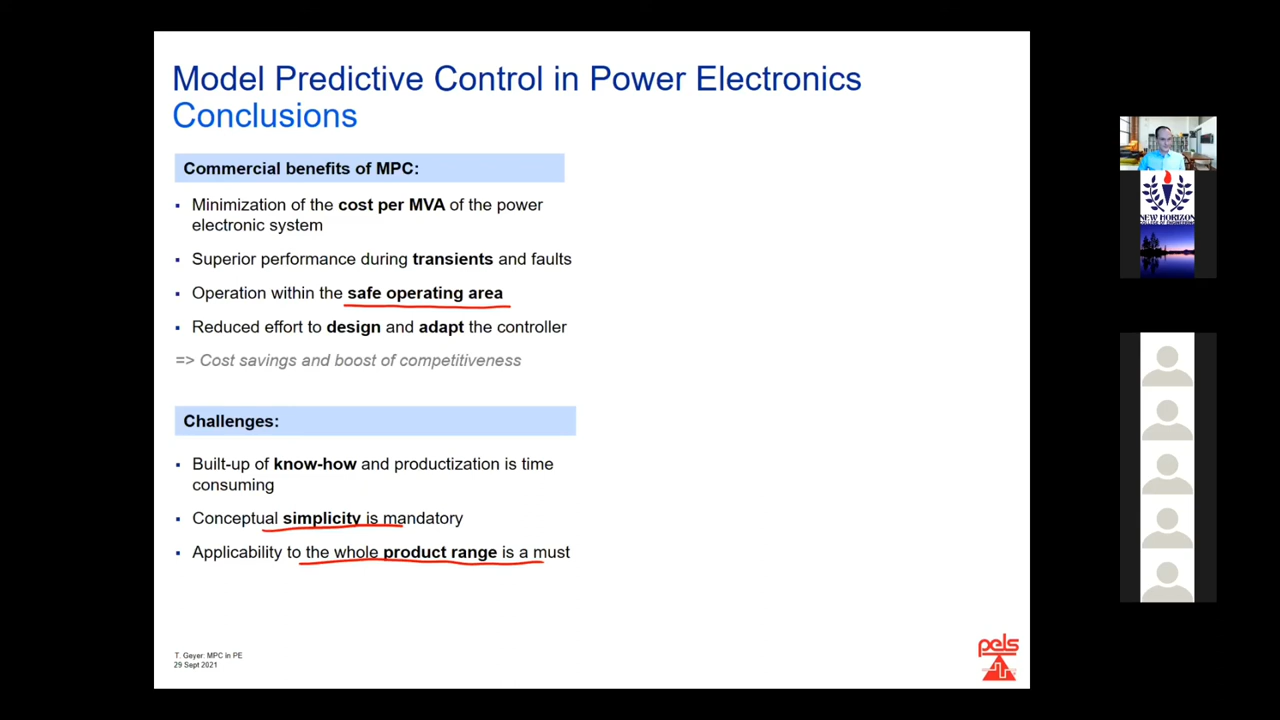 Model Predictive Control in Power Electronics
Conclusions
Commercial benefits of MPC:
▪ Minimization of the cost per MVA of the power
electronic system
▪ Superior performance during transients and faults
▪ Operation within the safe operating area
▪ Reduced effort to design and adapt the controller
=> Cost savings and boost of competitiveness
Challenges:
▪ Built-up of know-how and productization is time
consuming
▪ Conceptual simplicity is mandatory
▪ Applicability to the whole product range is a must
T. Geyer: MPC in PE
29 Sept 2021
pels
NEW HORIZON
COLLEGE OF ENGINEERING